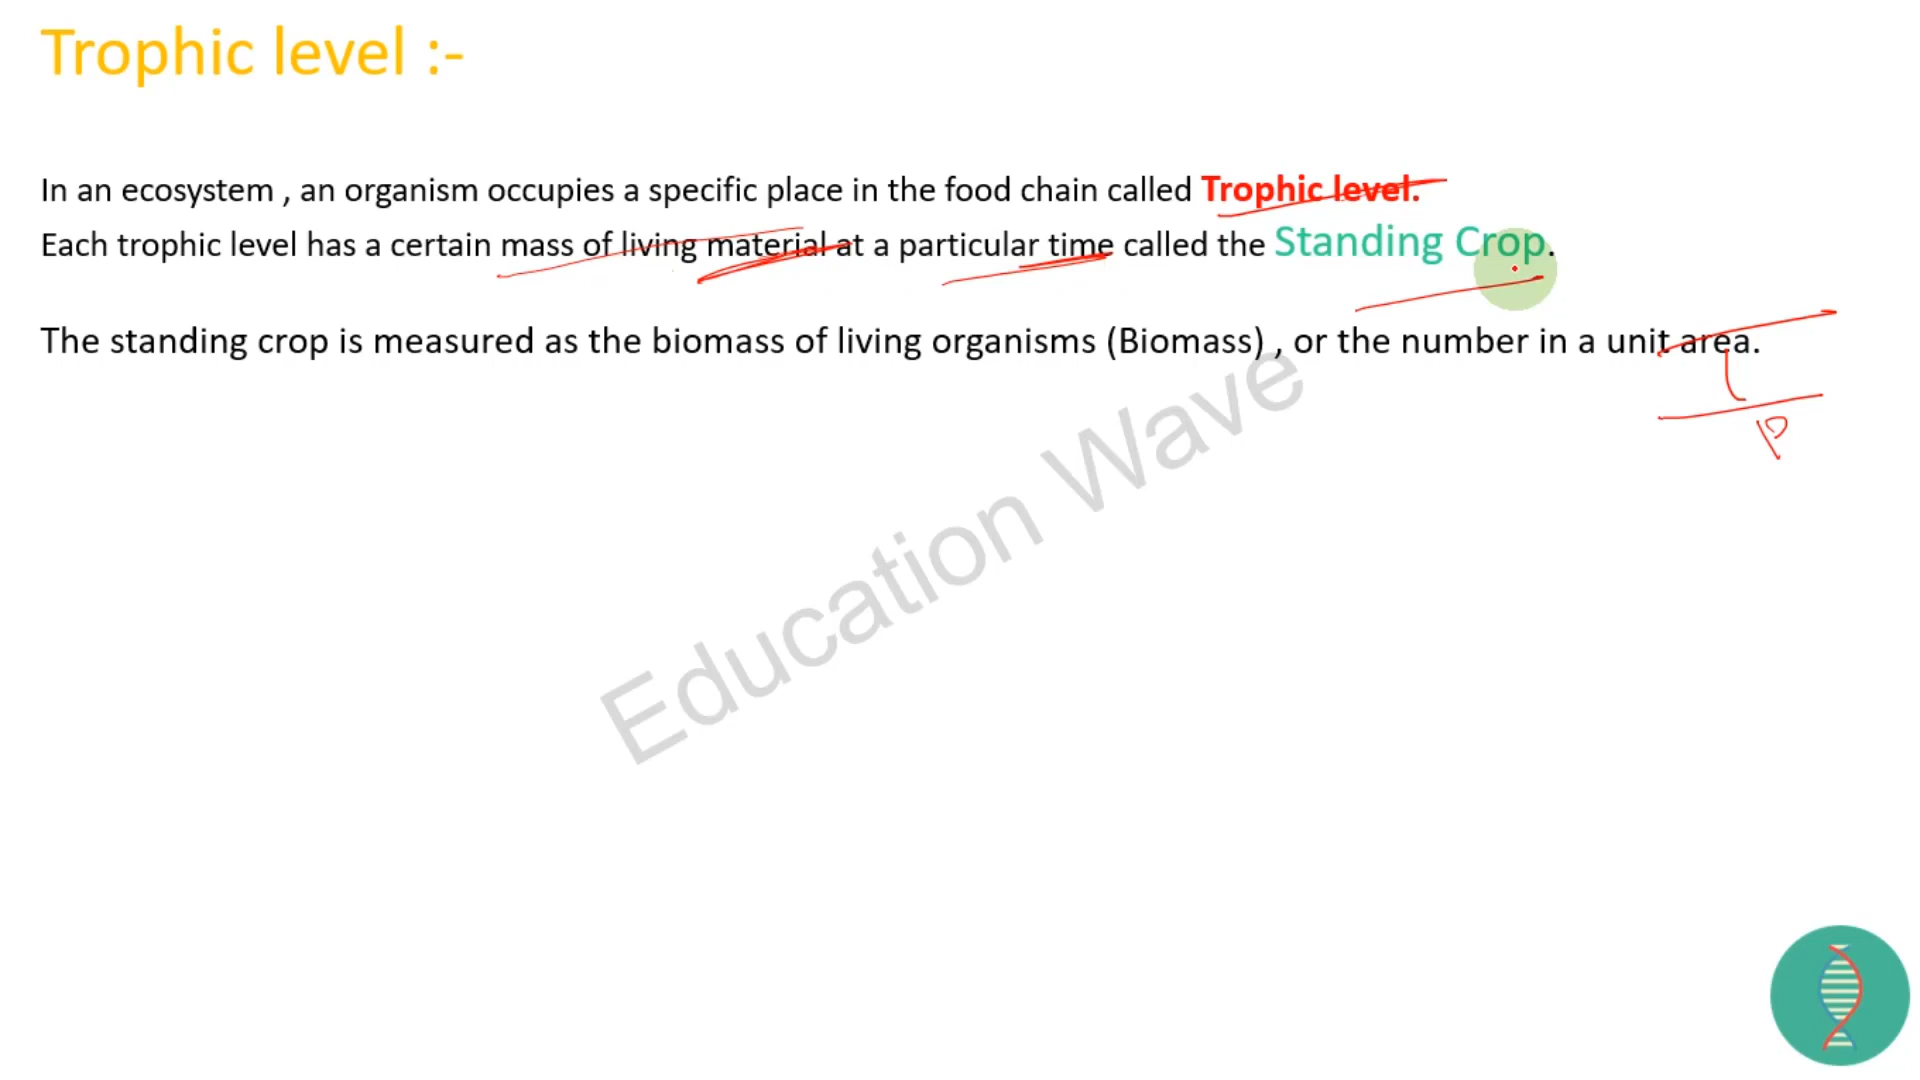 Trophic level :-
In an ecosystem , an organism occupies a specific place in the food chain called Trophic level.
Each trophic level has a certain mass of living material at a particular time called the Standing Crop.
The standing crop is measured as the biomass of living organisms (Biomass) , or the number in a unit area.
Education Wave